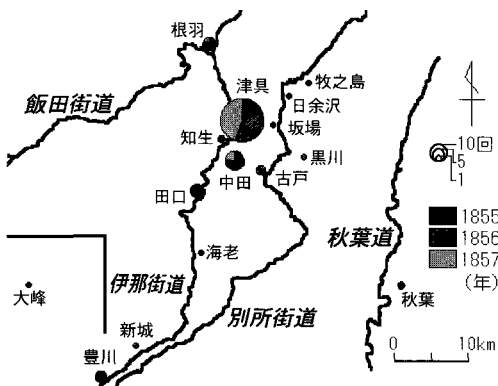 根羽
飯田街道
津具
牧之島
日余沢
坂場
知生
黒川
中田
古戸
田口
海老
伊那街道
別所街道
秋葉道
大峰
新城
豊川
秋葉
10回
5
1
1855
1856
1857
(年)
0 10km